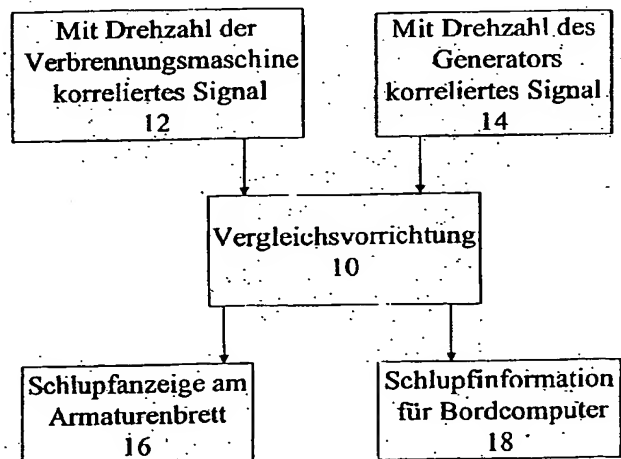 Mit Drehzahl der
Verbrennungsmaschine
korreliertes Signal
12
Mit Drehzahl des
Generators
korreliertes Signal
14
Vergleichsvorrichtung
10
Schlupfanzeige am
Armaturenbrett
16
Schlupfinformation
für Bordcomputer
18